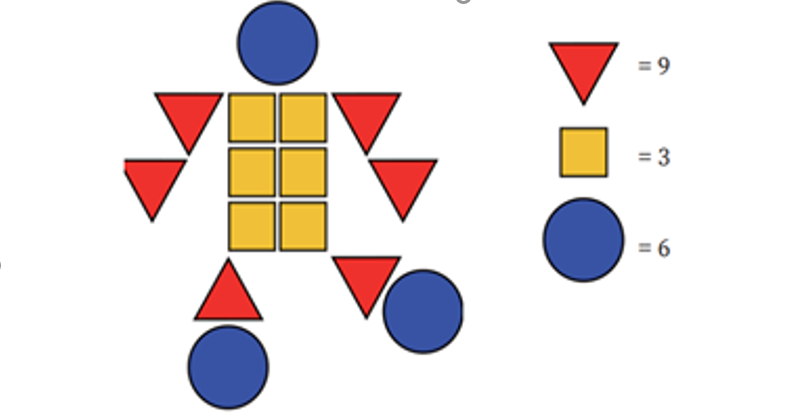 = 9
= 3
= 6